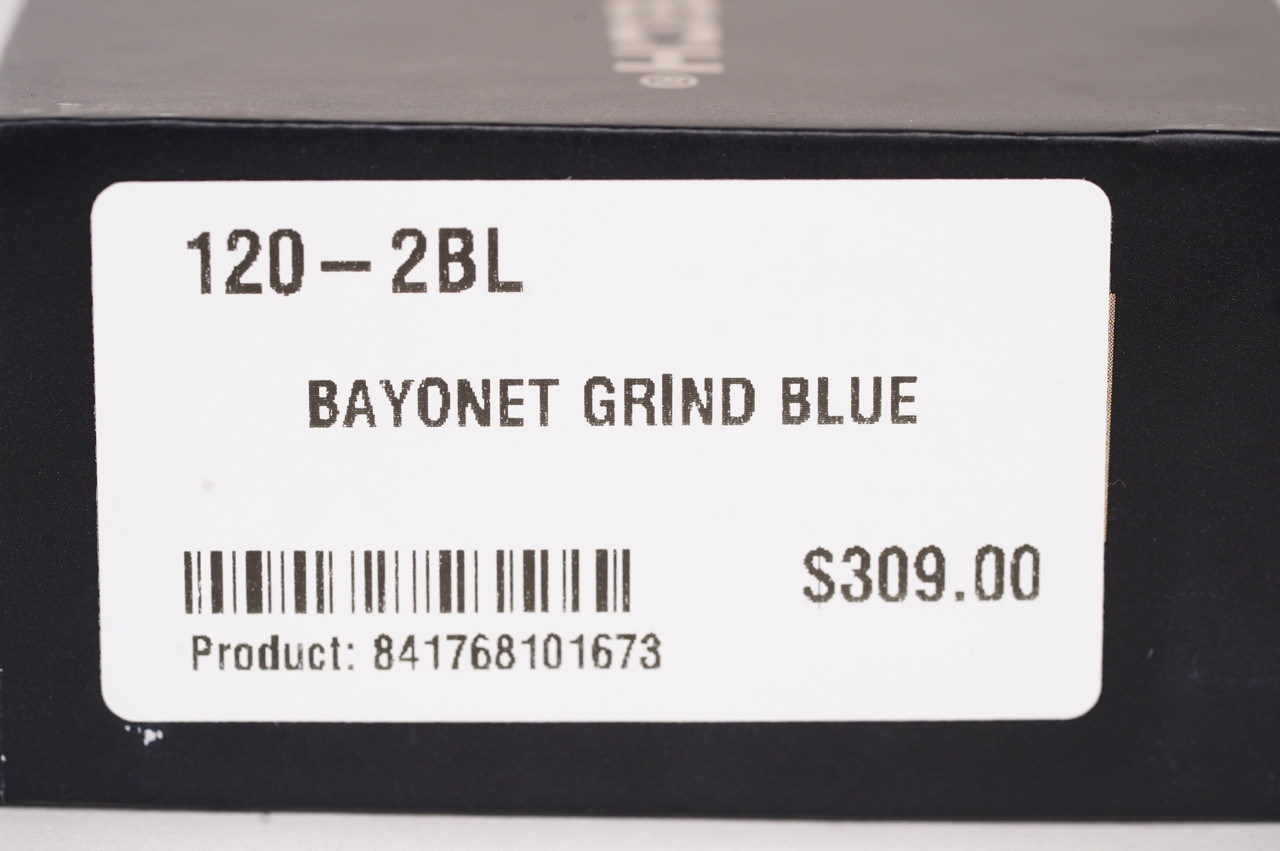 120-2BL
BAYONET GRIND BLUE
$309.00
Product: 841768101673